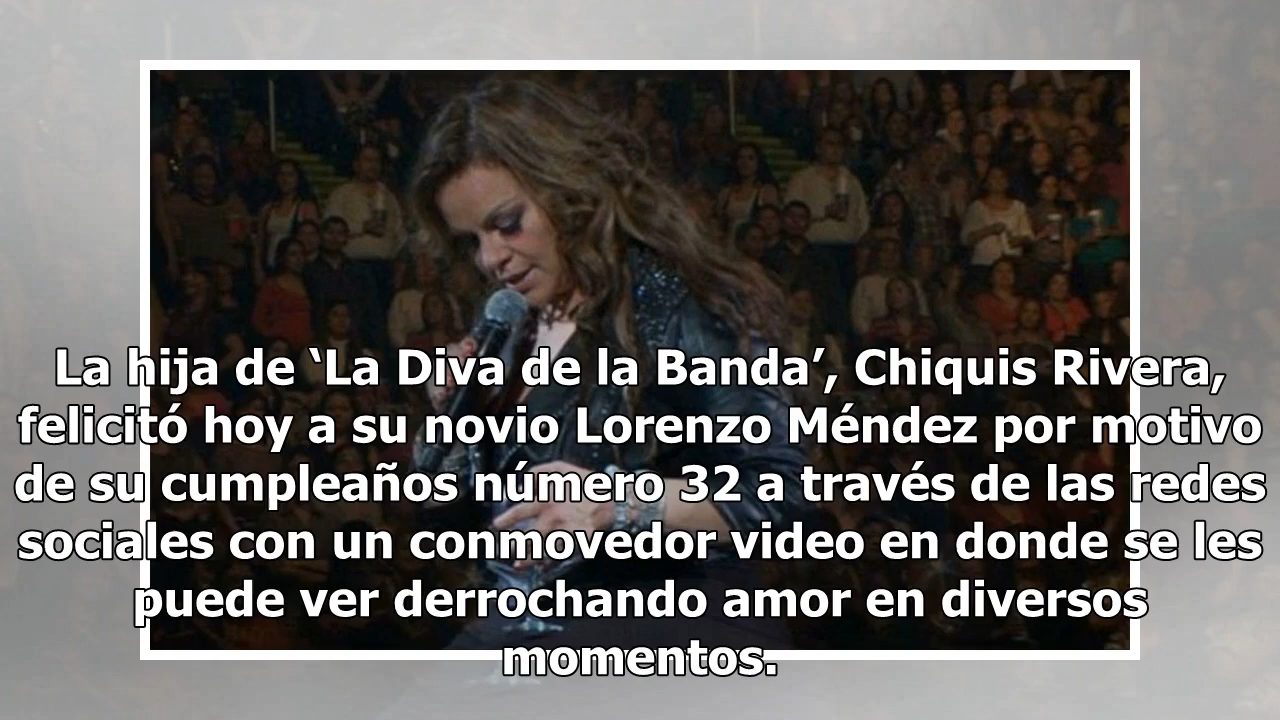 La hija de ‘La Diva de la Banda’, Chiquis Rivera,
felicitó hoy a su novio Lorenzo Méndez por motivo
de su cumpleaños número 32 a través de las redes
sociales con un conmovedor video en donde se les
puede ver derrochando amor en diversos
momentos.